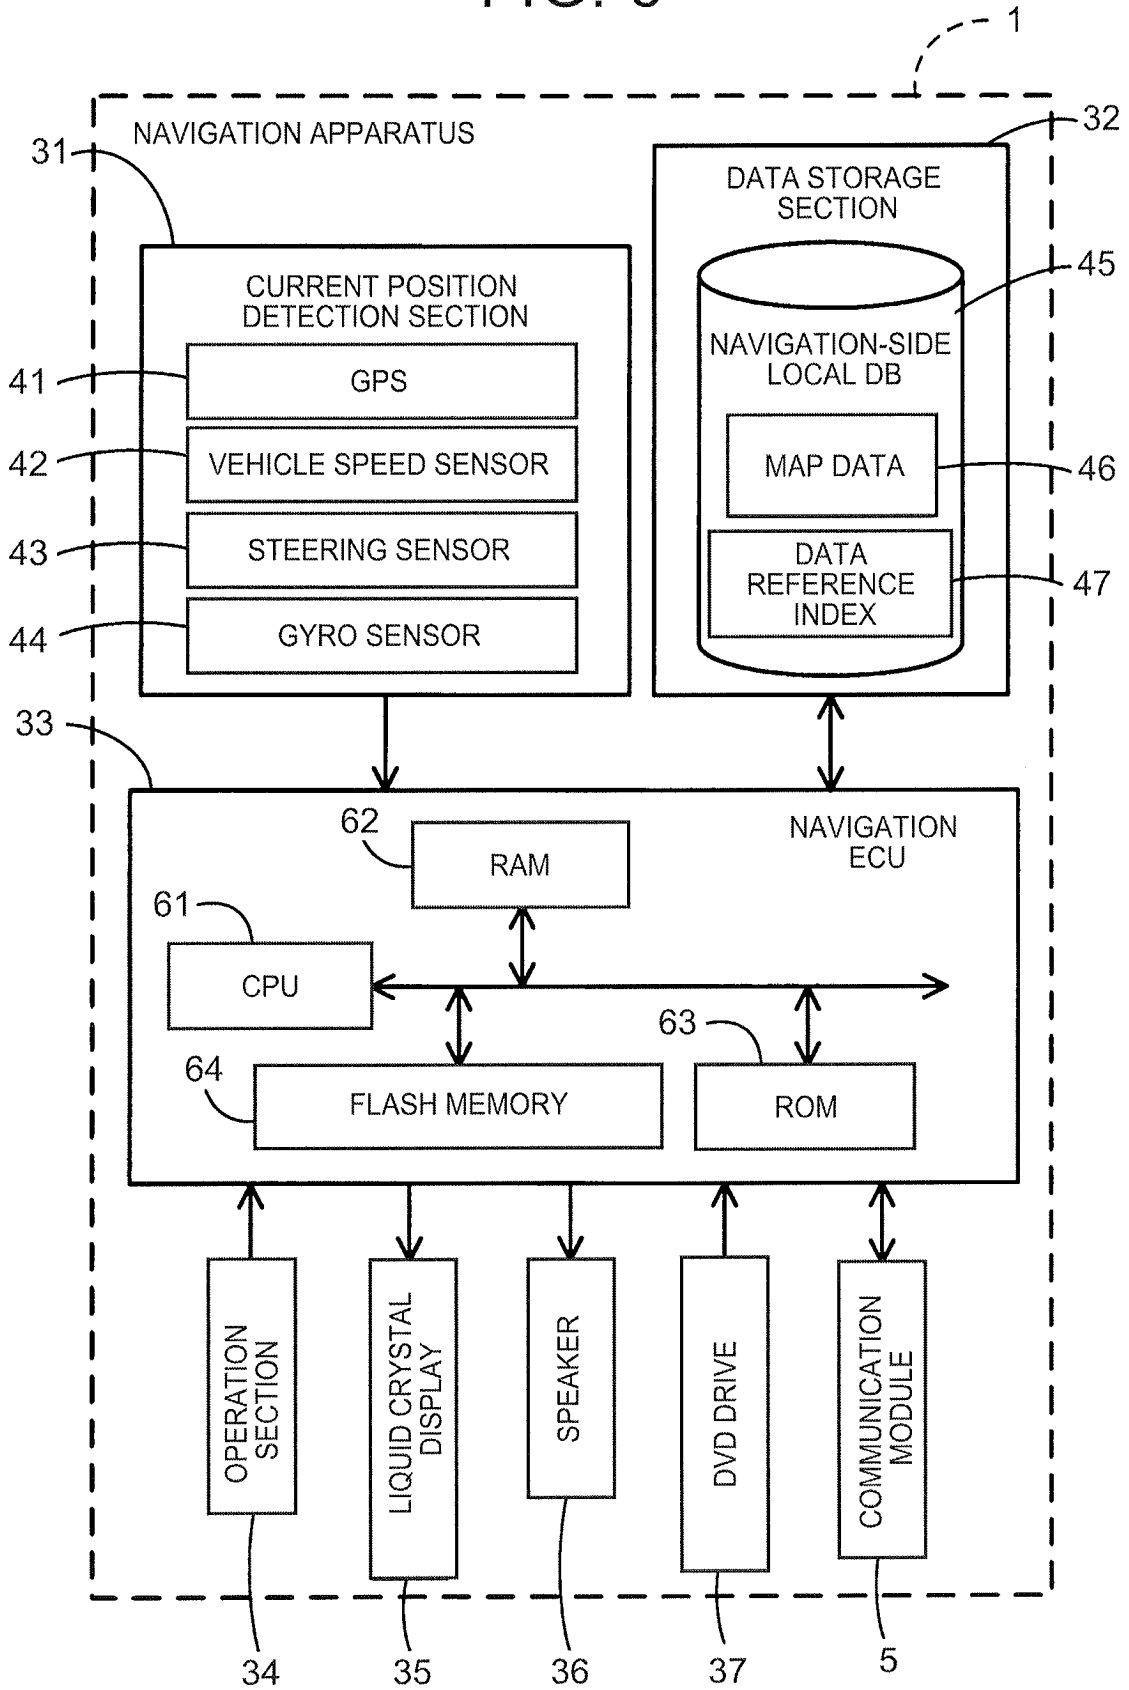 1
NAVIGATION APPARATUS
31
32
DATA STORAGE
SECTION
CURRENT POSITION
DETECTION SECTION
45
NAVIGATION-SIDE
LOCAL DB
41
GPS
42
VEHICLE SPEED SENSOR
MAP DATA
46
43
STEERING SENSOR
DATA
REFERENCE
INDEX
47
44
GYRO SENSOR
33
NAVIGATION
ECU
62
RAM
61
CPU
63
64
FLASH MEMORY
ROM
OPERATION
SECTION
LIQUID CRYSTAL
DISPLAY
SPEAKER
DVD DRIVE
COMMUNICATION
MODULE
34
35
36
37
5